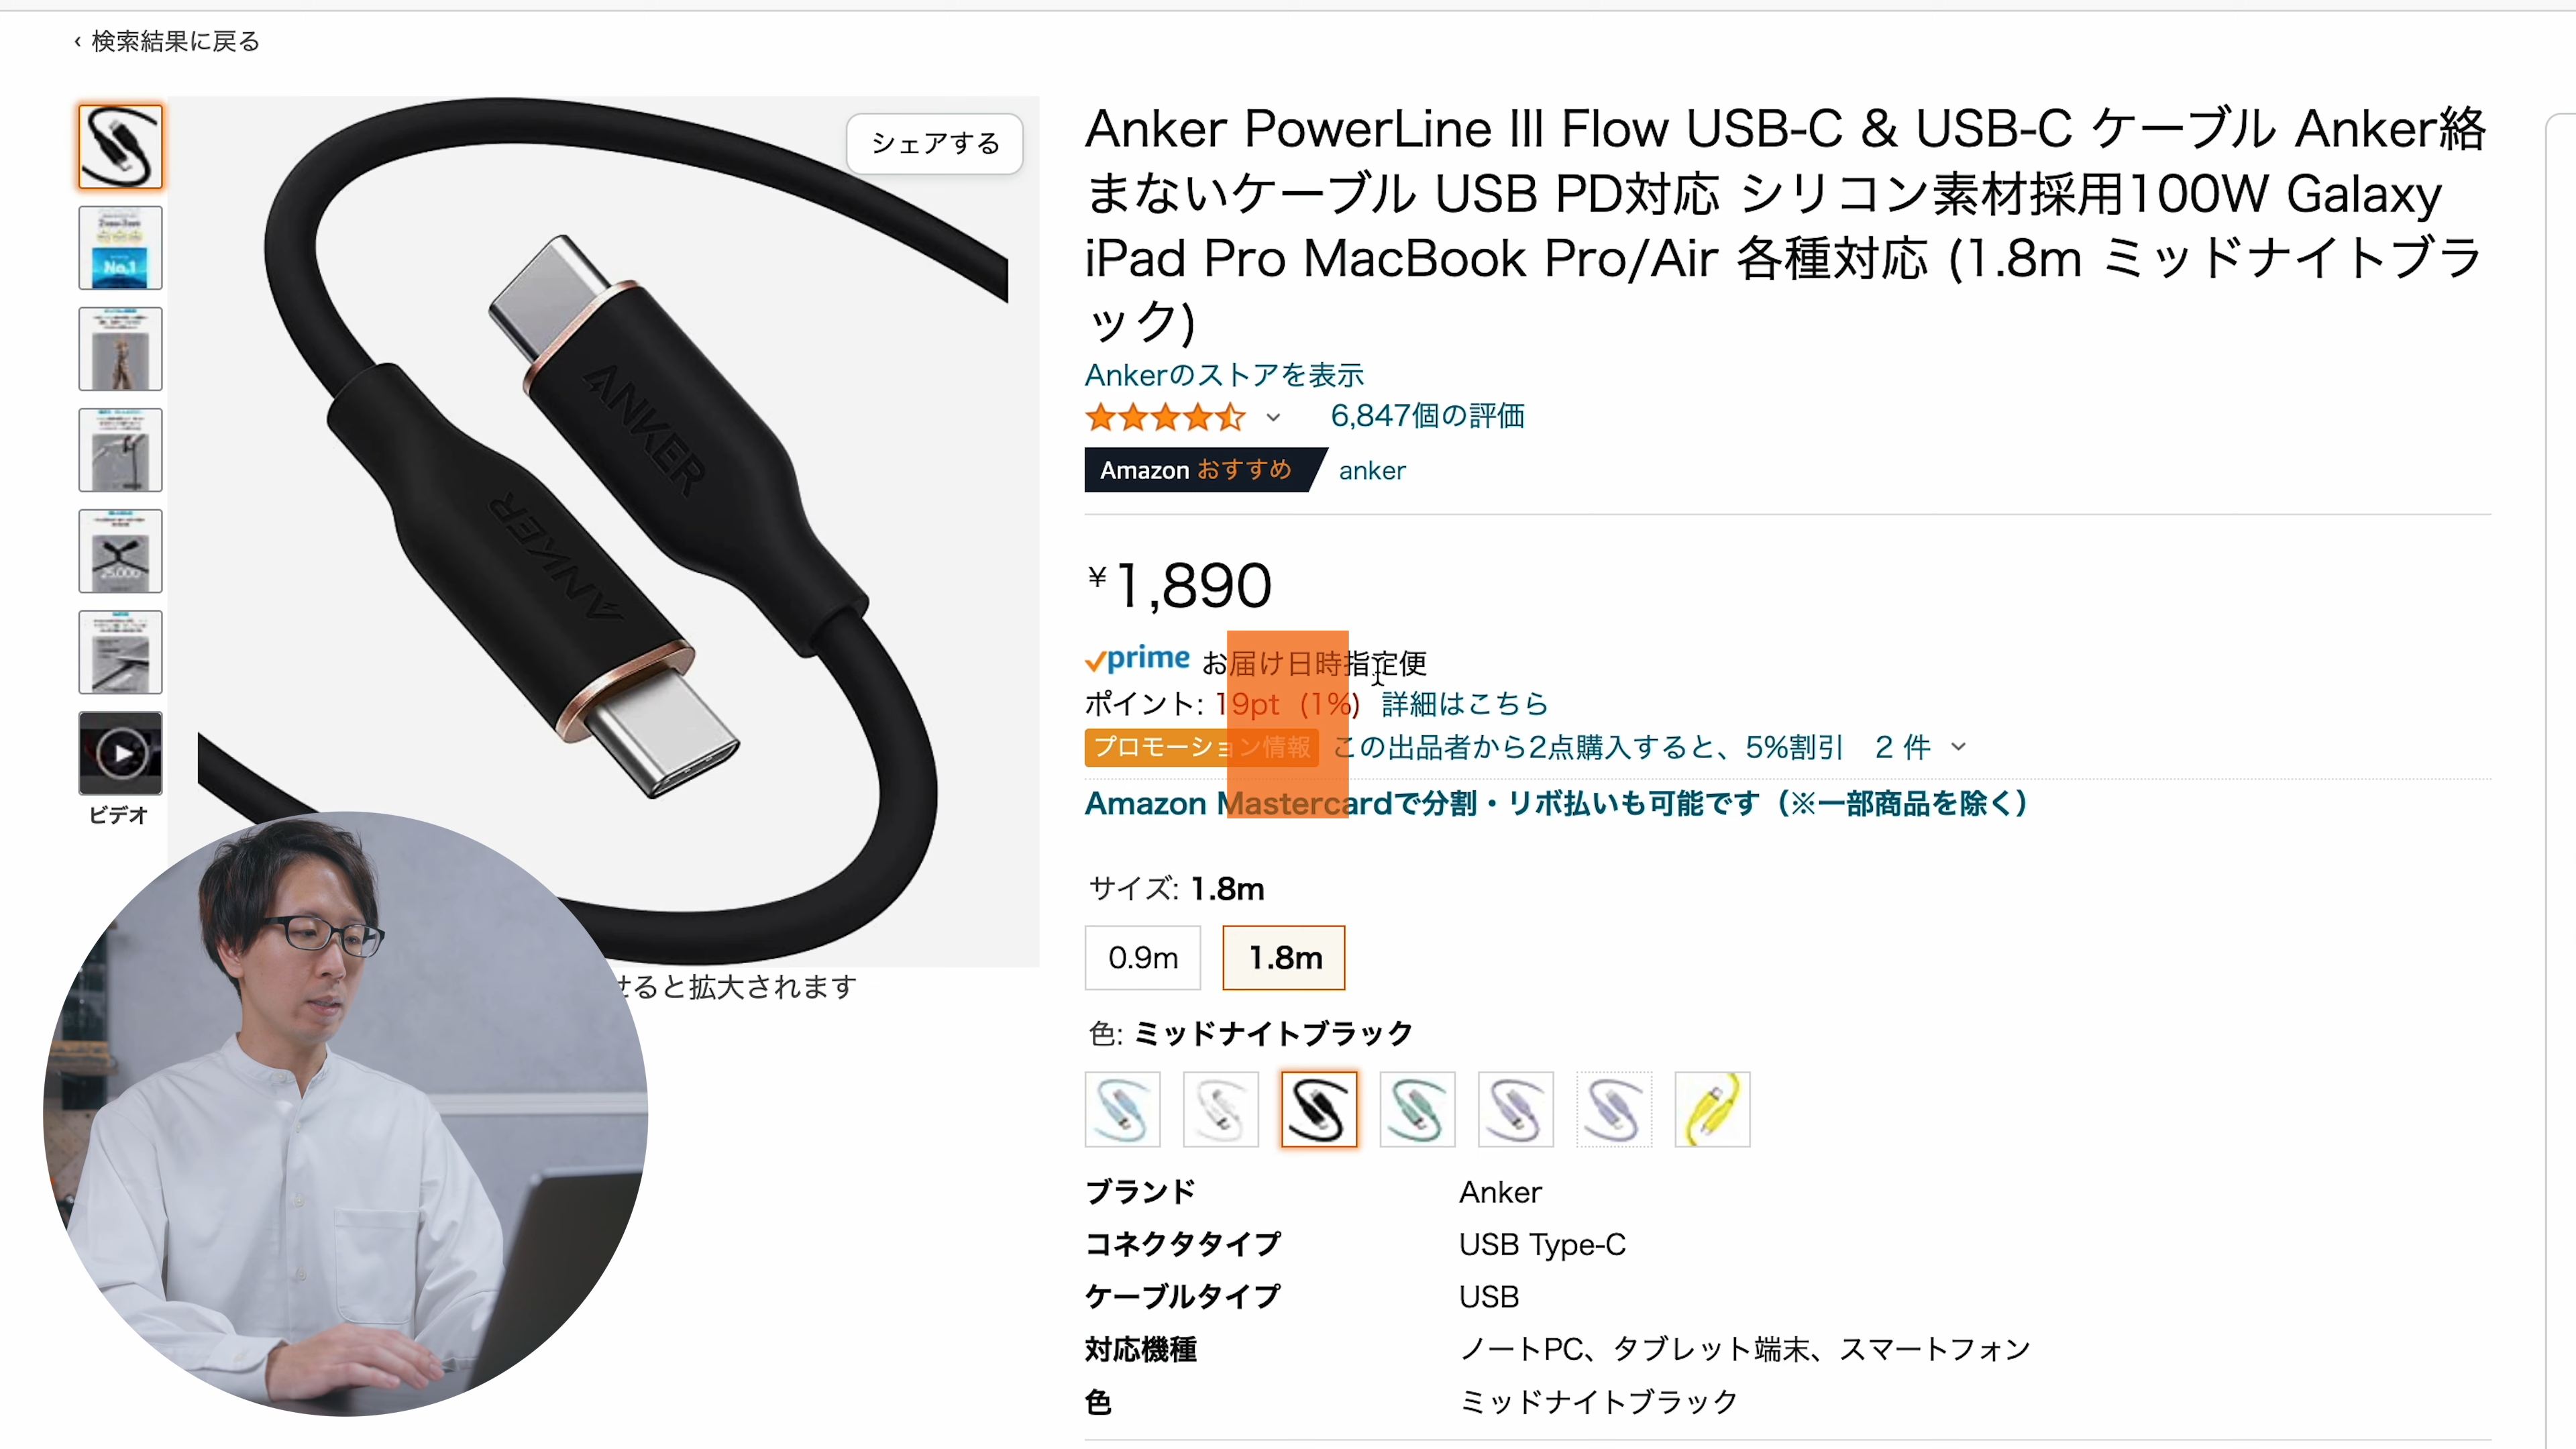 ‹ 検索結果に戻る
シェアする
ANKER
ANKER
No.1
25,000
ビデオ
せると拡大されます
Anker PowerLine III Flow USB-C & USB-C ケーブル Anker絡
まないケーブル USB PD対応 シリコン素材採用100W Galaxy
iPad Pro MacBook Pro/Air 各種対応 (1.8m ミッドナイトブラ
ック)
Ankerのストアを表示
6,847個の評価
Amazon おすすめ anker
¥1,890
prime お届け日時指定便
ポイント: 19pt (1%) 詳細はこちら
プロモーション情報 この出品者から2点購入すると、5%割引 2 件
Amazon Mastercardで分割・リボ払いも可能です（※一部商品を除く）
サイズ: 1.8m
0.9m 1.8m
色: ミッドナイトブラック
ブランド Anker
コネクタタイプ USB Type-C
ケーブルタイプ USB
対応機種 ノートPC、タブレット端末、スマートフォン
色 ミッドナイトブラック